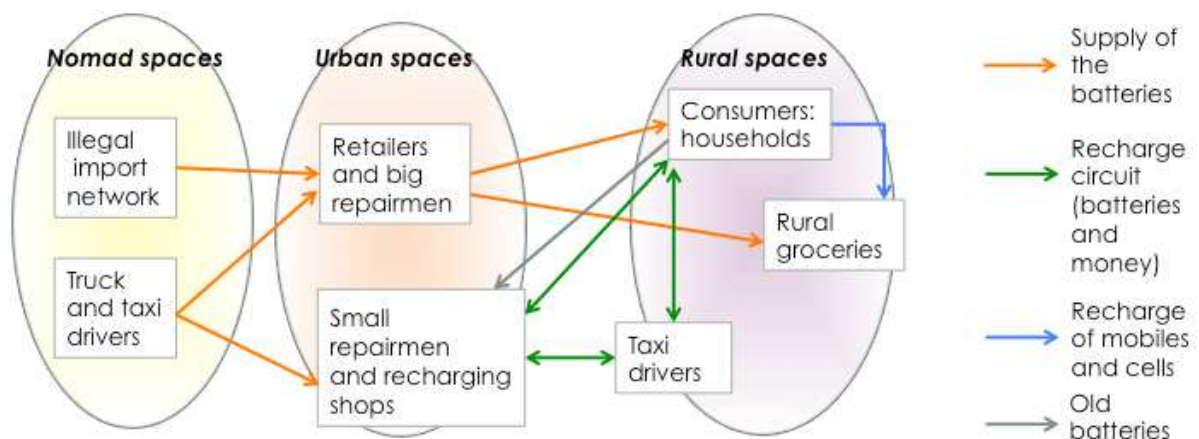 Nomad spaces
Illegal
import
network
Truck
and taxi
drivers
Urban spaces
Retailers
and big
repairmen
Small
repairmen
and recharging
shops
Rural spaces
Consumers:
households
Rural
groceries
Taxi
drivers
Supply of
the
batteries
Recharge
circuit
(batteries
and
money)
Recharge
of mobiles
and cells
Old
batteries